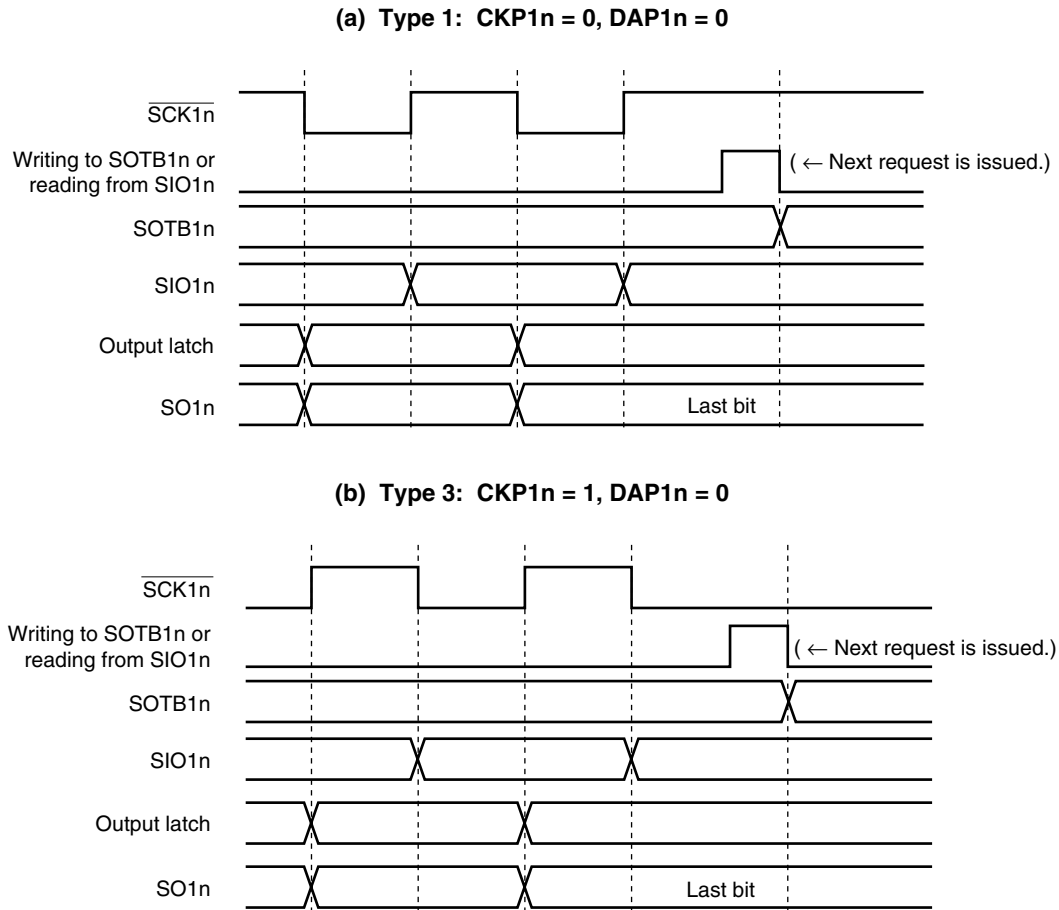 (a) Type 1: CKP1n = 0, DAP1n = 0
SCK1n
Writing to SOTB1n or
reading from SIO1n
( ← Next request is issued.)
SOTB1n
SIO1n
Output latch
SO1n
Last bit
(b) Type 3: CKP1n = 1, DAP1n = 0
SCK1n
Writing to SOTB1n or
reading from SIO1n
( ← Next request is issued.)
SOTB1n
SIO1n
Output latch
SO1n
Last bit